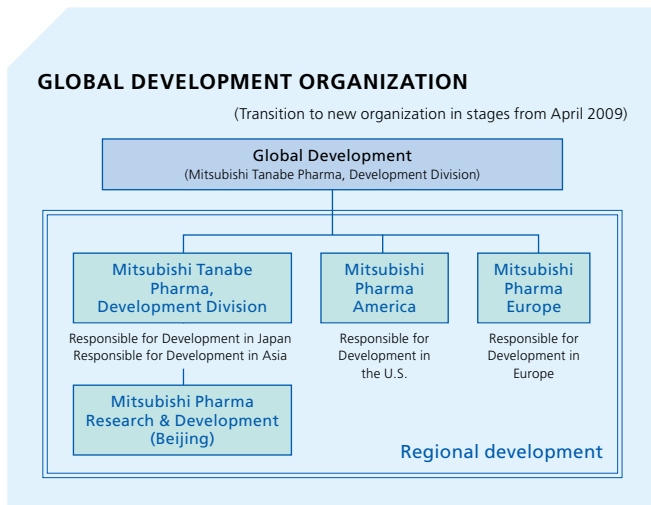 GLOBAL DEVELOPMENT ORGANIZATION
(Transition to new organization in stages from April 2009)
Global Development
(Mitsubishi Tanabe Pharma, Development Division)
Mitsubishi Tanabe
Pharma,
Development Division
Responsible for Development in Japan
Responsible for Development in Asia
Mitsubishi Pharma
Research & Development
(Beijing)
Mitsubishi
Pharma
America
Responsible for
Development in
the U.S.
Mitsubishi
Pharma
Europe
Responsible for
Development in
Europe
Regional development